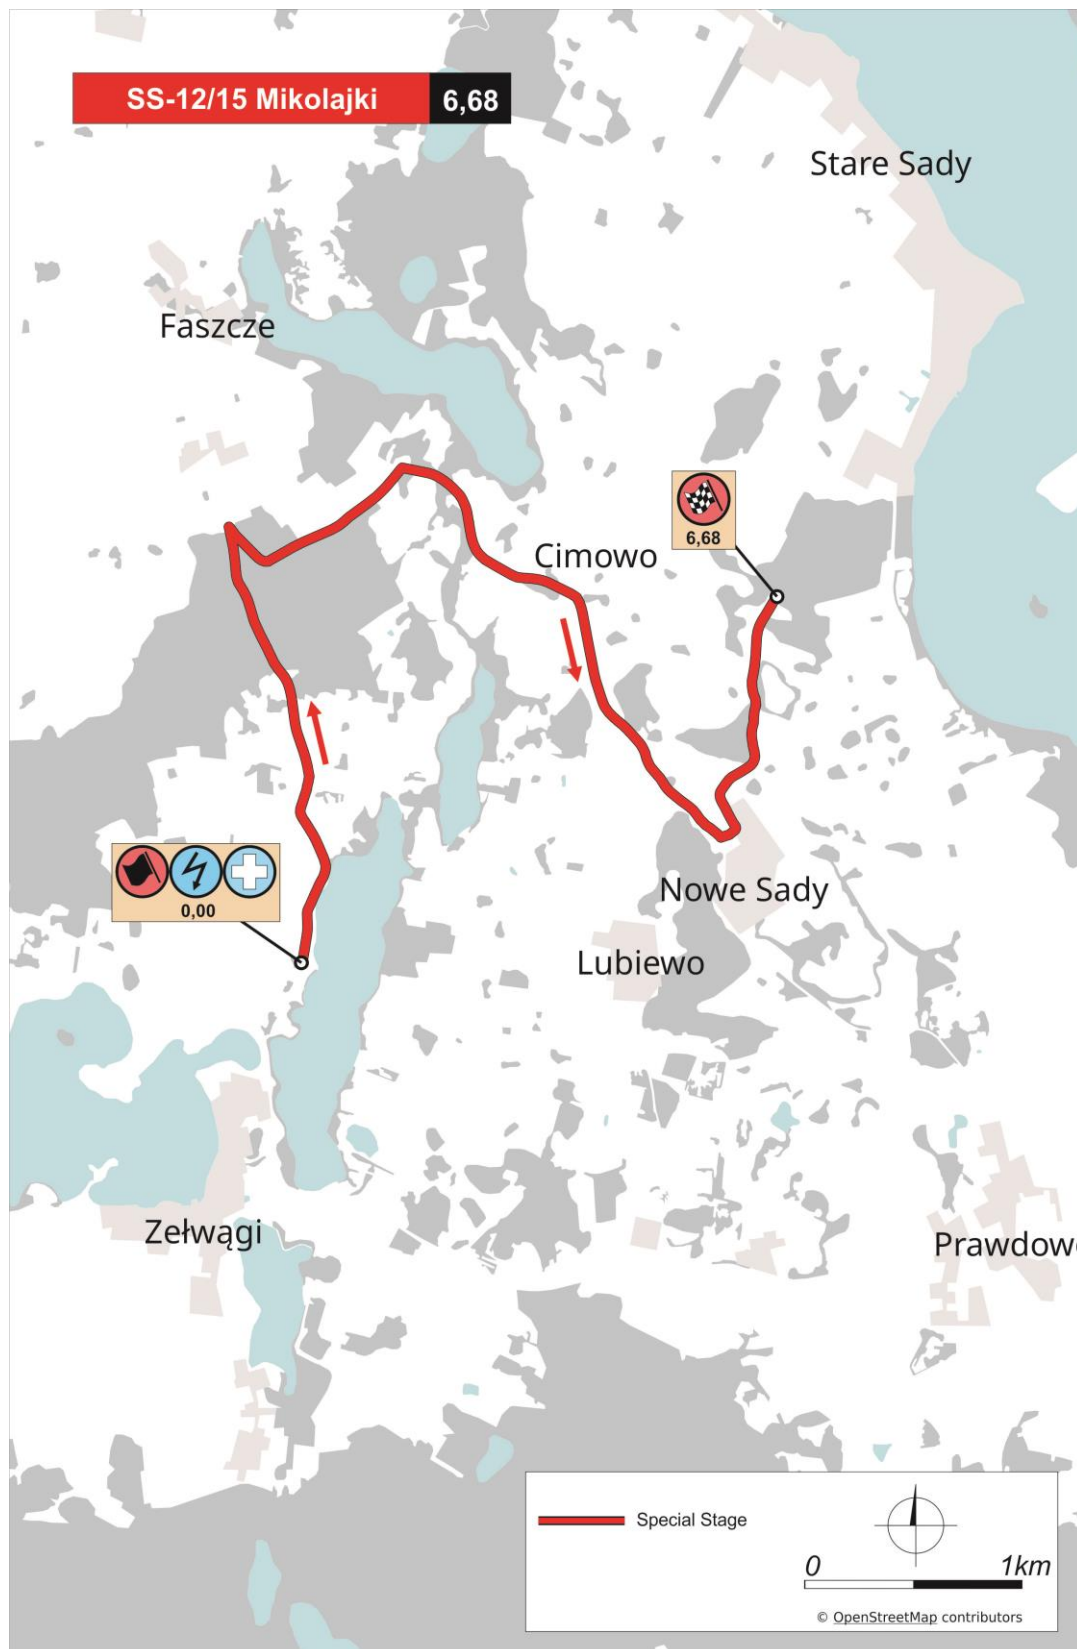 SS-12/15 Mikolajki 6,68
Stare Sady
Faszcze
6,68
Cimowo
0,00
Nowe Sady
Lubiewo
Zełwągi
Prawdowo
Special Stage
0 1km
© OpenStreetMap contributors